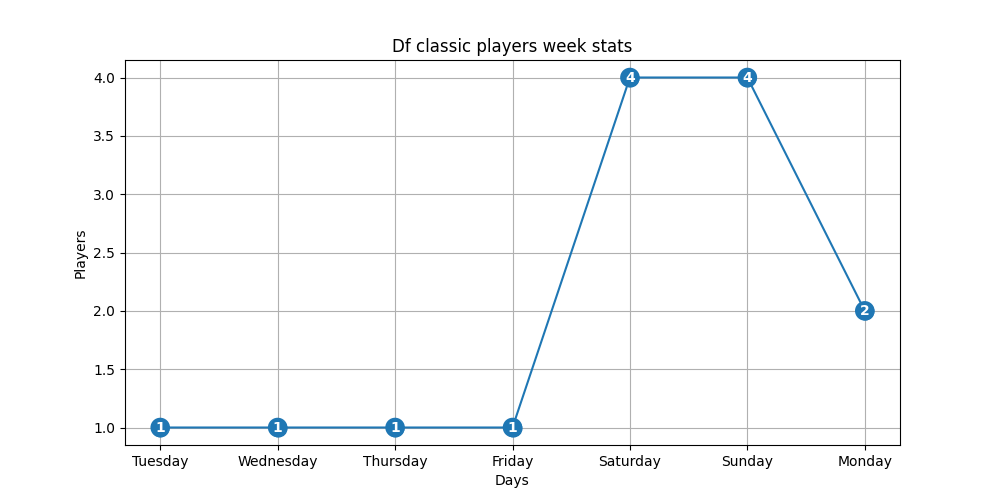 Df classic players week stats
4.0
3.5
3.0
2.5
2.0
1.5
1.0
Players
1 1 1 1 4 4 2
Tuesday Wednesday Thursday Friday Saturday Sunday Monday
Days